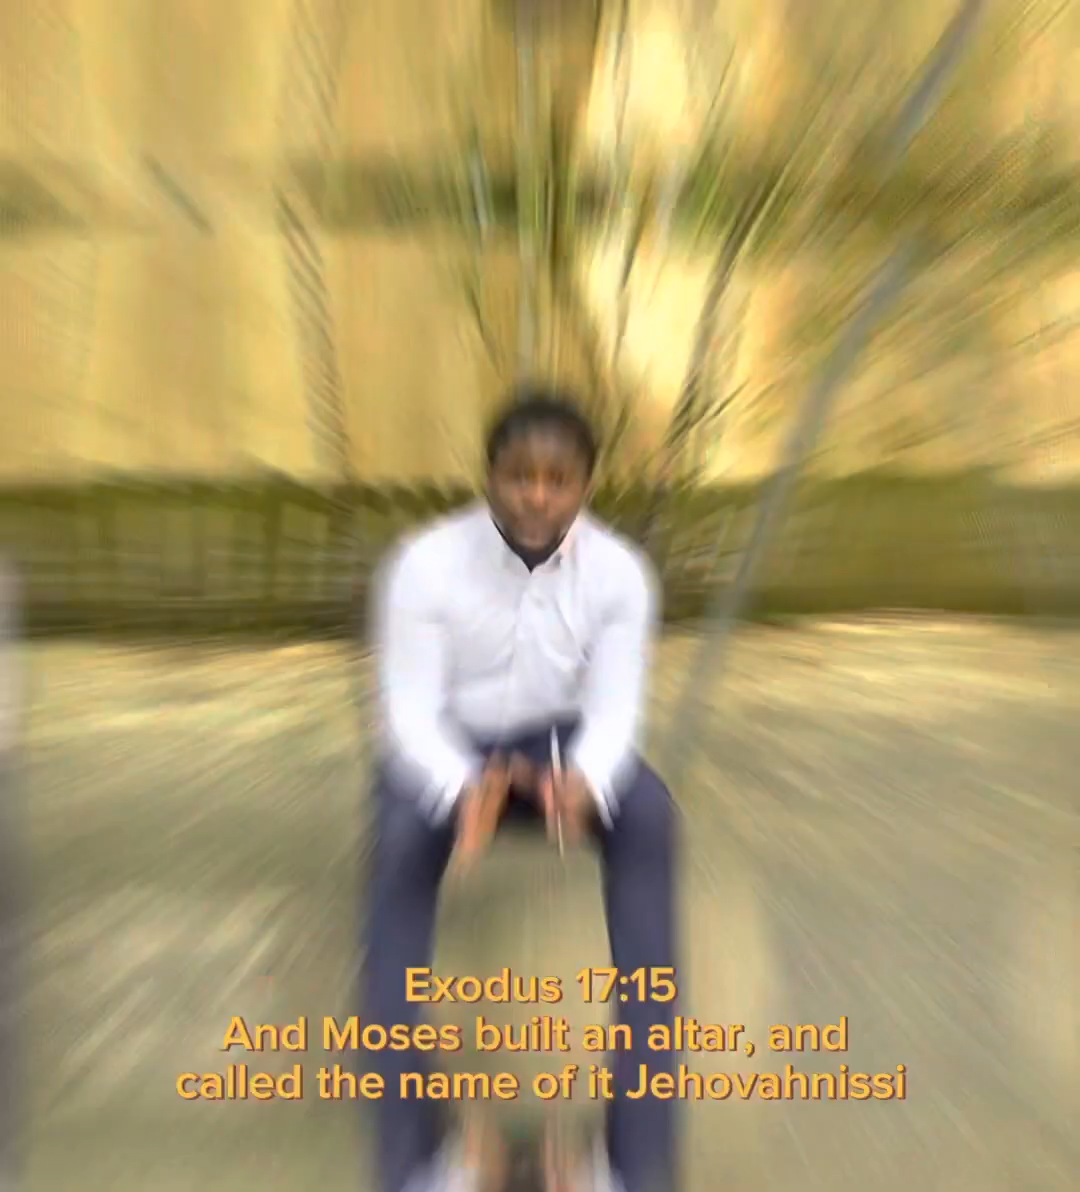 Exodus 17:15
And Moses built an altar, and
called the name of it Jehovahnissi